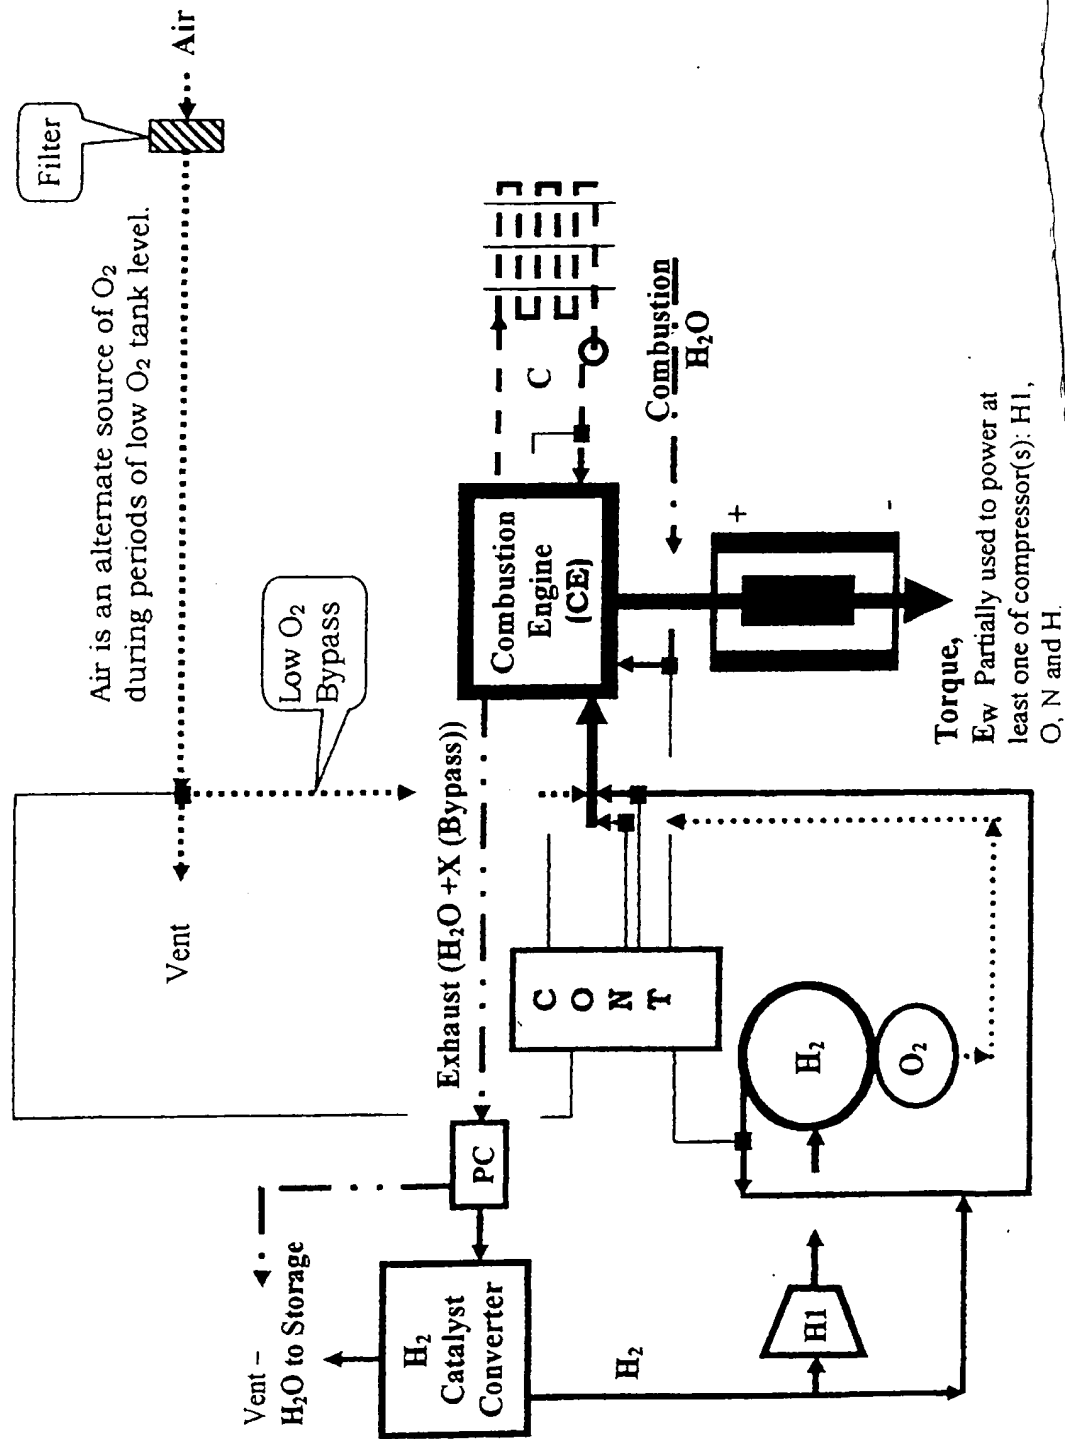 Air
Filter
Air is an alternate source of O₂
during periods of low O₂ tank level.
Low O₂
Bypass
Vent
C
Combustion
H₂O
Combustion
Engine
(CE)
+
-
Torque,
Ew Partially used to power at
least one of compressor(s): H1,
O, N and H.
Exhaust (H₂O +X (Bypass))
C
O
N
T
H₂
O₂
PC
Vent –
H₂O to Storage
H₂
Catalyst
Converter
H₂
H1